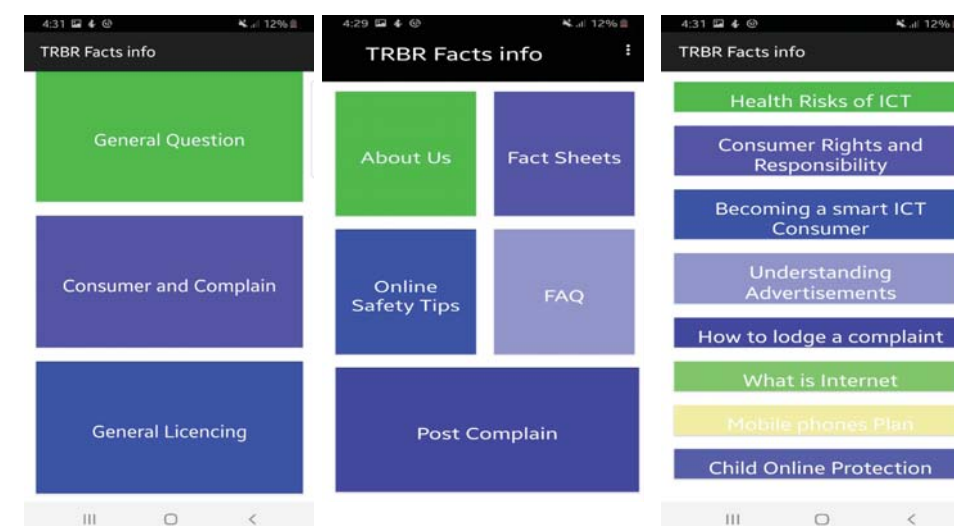 4:31 12%
TRBR Facts info
General Question
Consumer and Complain
General Licencing
4:29 12%
TRBR Facts info
About Us
Fact Sheets
Online
Safety Tips
FAQ
Post Complain
4:31 12%
TRBR Facts info
Health Risks of ICT
Consumer Rights and
Responsibility
Becoming a smart ICT
Consumer
Understanding
Advertisements
How to lodge a complaint
What is Internet
Mobile phones Plan
Child Online Protection